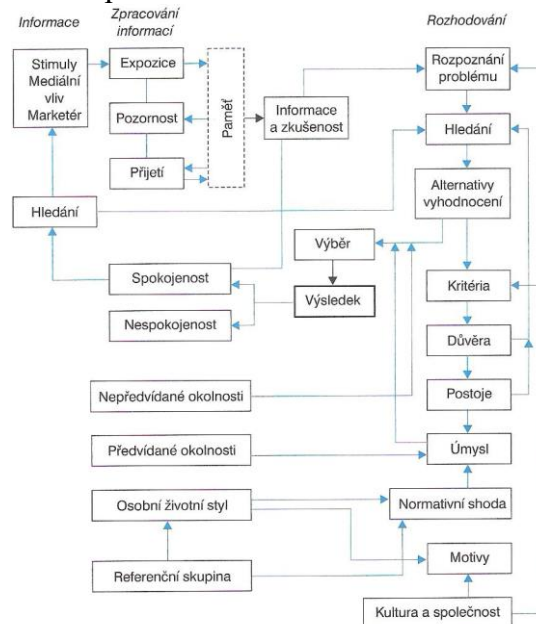 Informace
Zpracování
informací
Rozhodování
Stimuly
Mediální
vliv
Marketér
Expozice
Pozornost
Přijetí
Paměť
Informace
a zkušenost
Rozpoznání
problému
Hledání
Alternativy
vyhodnocení
Hledání
Výběr
Spokojenost
Výsledek
Kritéria
Nespokojenost
Důvěra
Nepředvídané okolnosti
Postoje
Předvídané okolnosti
Úmysl
Osobní životní styl
Normativní shoda
Referenční skupina
Motivy
Kultura a společnost